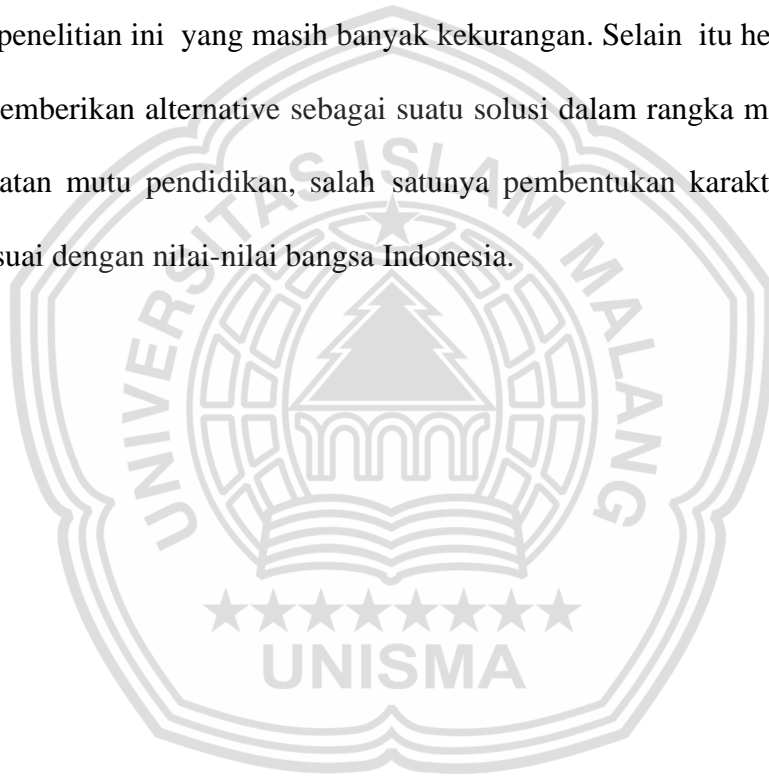 penelitian ini yang masih banyak kekurangan. Selain itu he
emberikan alternative sebagai suatu solusi dalam rangka m
atan mutu pendidikan, salah satunya pembentukan karakt
suai dengan nilai-nilai bangsa Indonesia.
UNIVERSITAS ISLAM MALANG
UNISMA